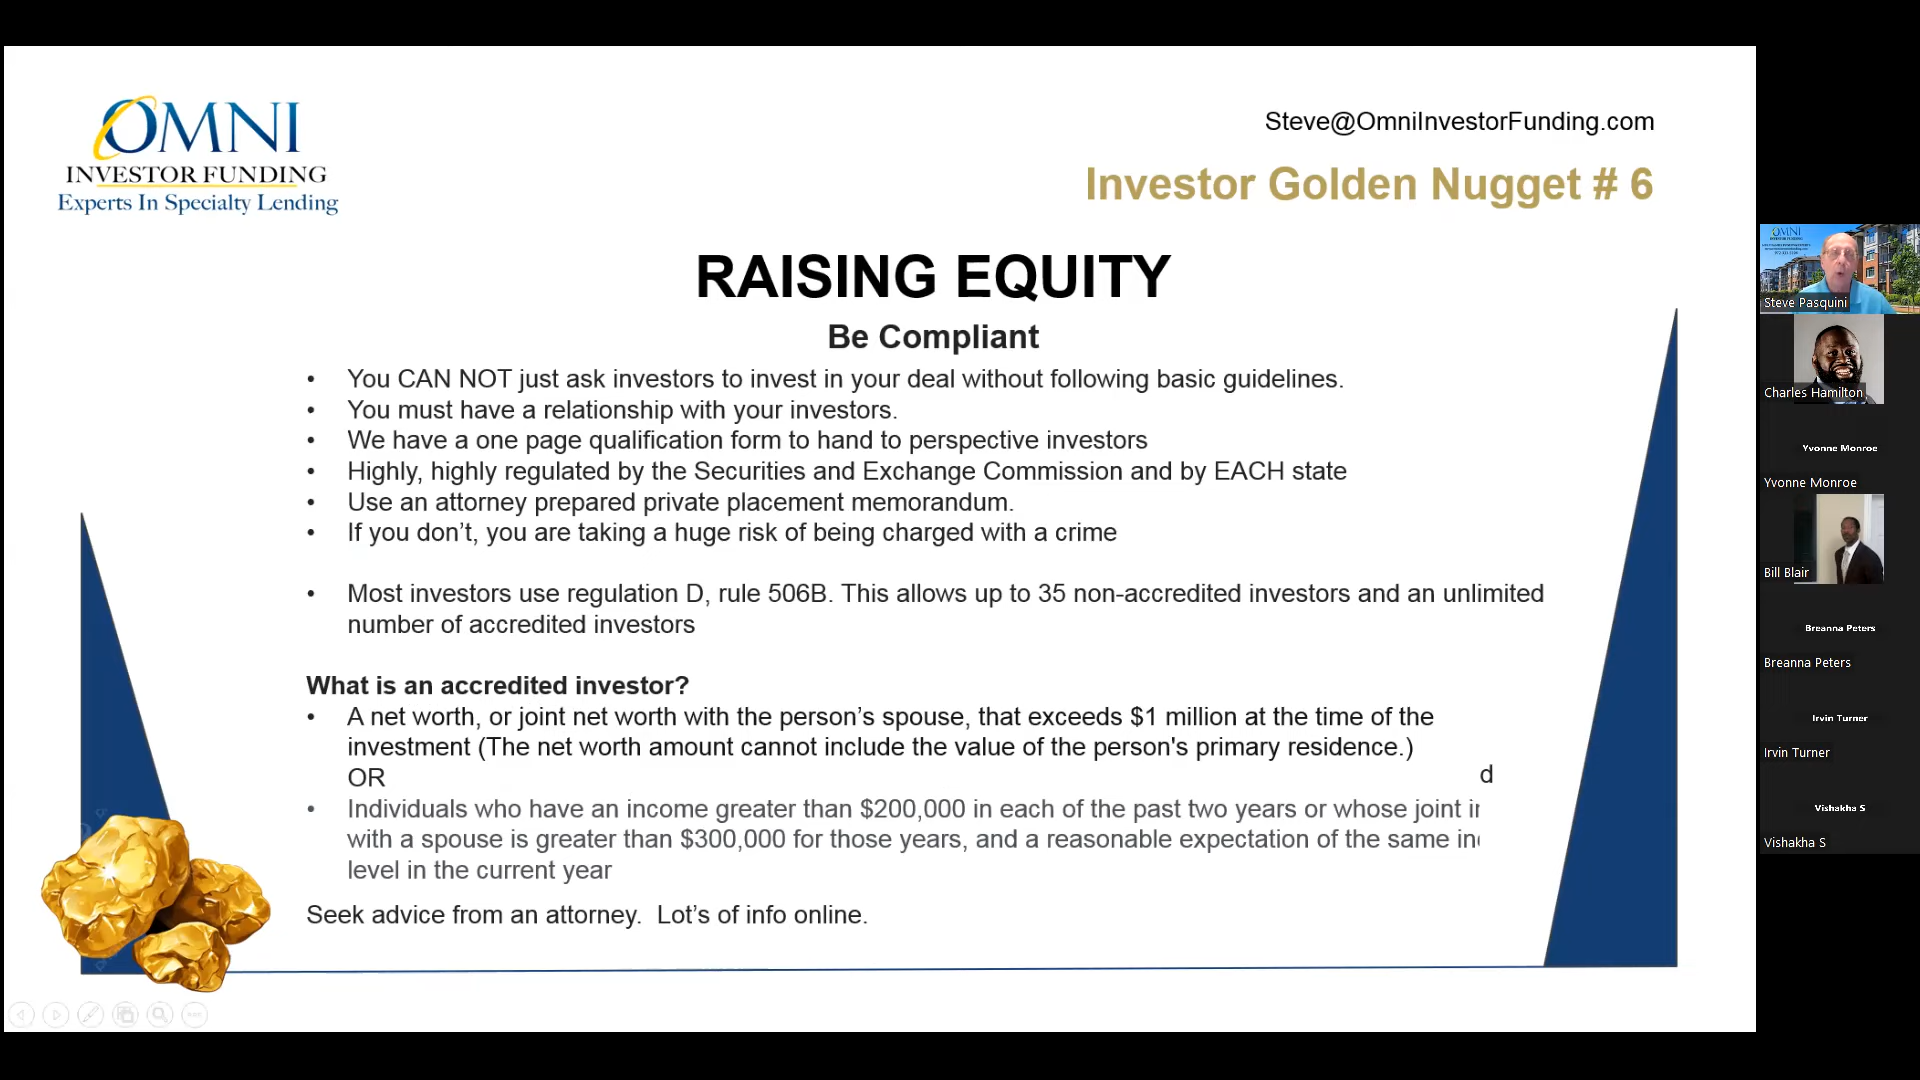 OMNI
INVESTOR FUNDING
Experts In Specialty Lending
Steve@OmniInvestorFunding.com
Investor Golden Nugget # 6
RAISING EQUITY
Be Compliant
• You CAN NOT just ask investors to invest in your deal without following basic guidelines.
• You must have a relationship with your investors.
• We have a one page qualification form to hand to perspective investors
• Highly, highly regulated by the Securities and Exchange Commission and by EACH state
• Use an attorney prepared private placement memorandum.
• If you don’t, you are taking a huge risk of being charged with a crime
• Most investors use regulation D, rule 506B. This allows up to 35 non-accredited investors and an unlimited
number of accredited investors
What is an accredited investor?
• A net worth, or joint net worth with the person’s spouse, that exceeds $1 million at the time of the
investment (The net worth amount cannot include the value of the person's primary residence.)
OR
d
• Individuals who have an income greater than $200,000 in each of the past two years or whose joint
with a spouse is greater than $300,000 for those years, and a reasonable expectation of the same
level in the current year
Seek advice from an attorney. Lot’s of info online.
OMNI
Steve Pasquini
Charles Hamilton
Yvonne Monroe
Yvonne Monroe
Bill Blair
Breanna Peters
Breanna Peters
Irvin Turner
Irvin Turner
Vishakha S
Vishakha S